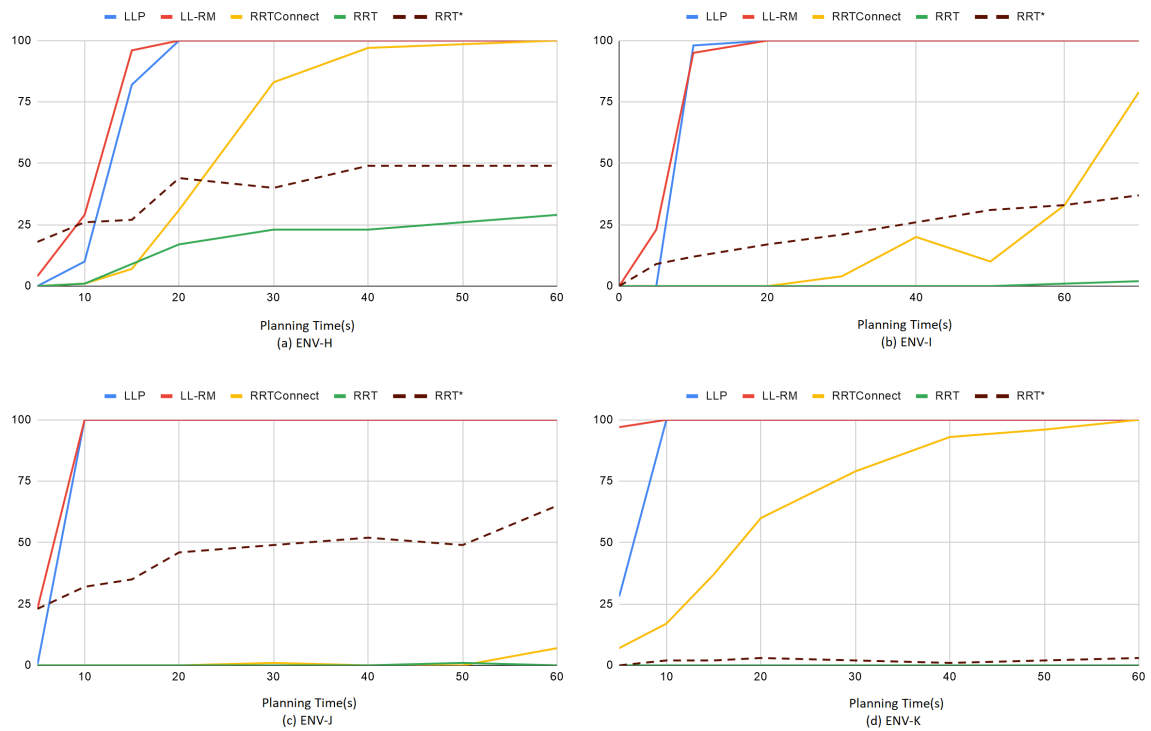 LLP LL-RM RRTConnect RRT RRT*
100
75
50
25
0
10 20 30 40 50 60
Planning Time(s)
(a) ENV-H
LLP LL-RM RRTConnect RRT RRT*
100
75
50
25
0
0 20 40 60
Planning Time(s)
(b) ENV-I
LLP LL-RM RRTConnect RRT RRT*
100
75
50
25
0
10 20 30 40 50 60
Planning Time(s)
(c) ENV-J
LLP LL-RM RRTConnect RRT RRT*
100
75
50
25
0
10 20 30 40 50 60
Planning Time(s)
(d) ENV-K